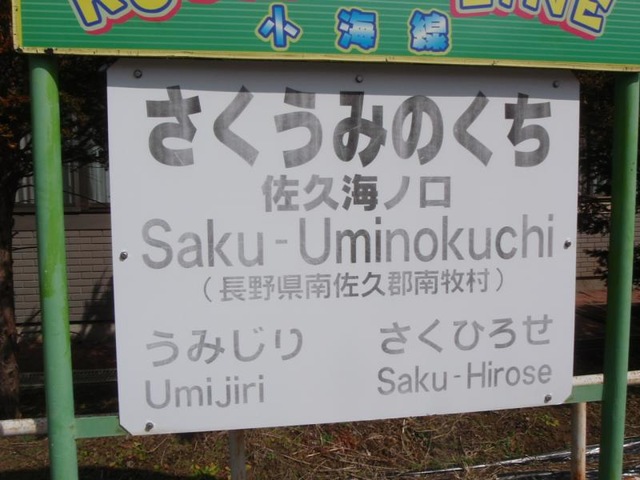 LINE
小海線
さくうみのくち
佐久海ノ口
Saku-Uminokuchi
(長野県南佐久郡南牧村)
うみじり さくひろせ
Umijiri Saku-Hirose